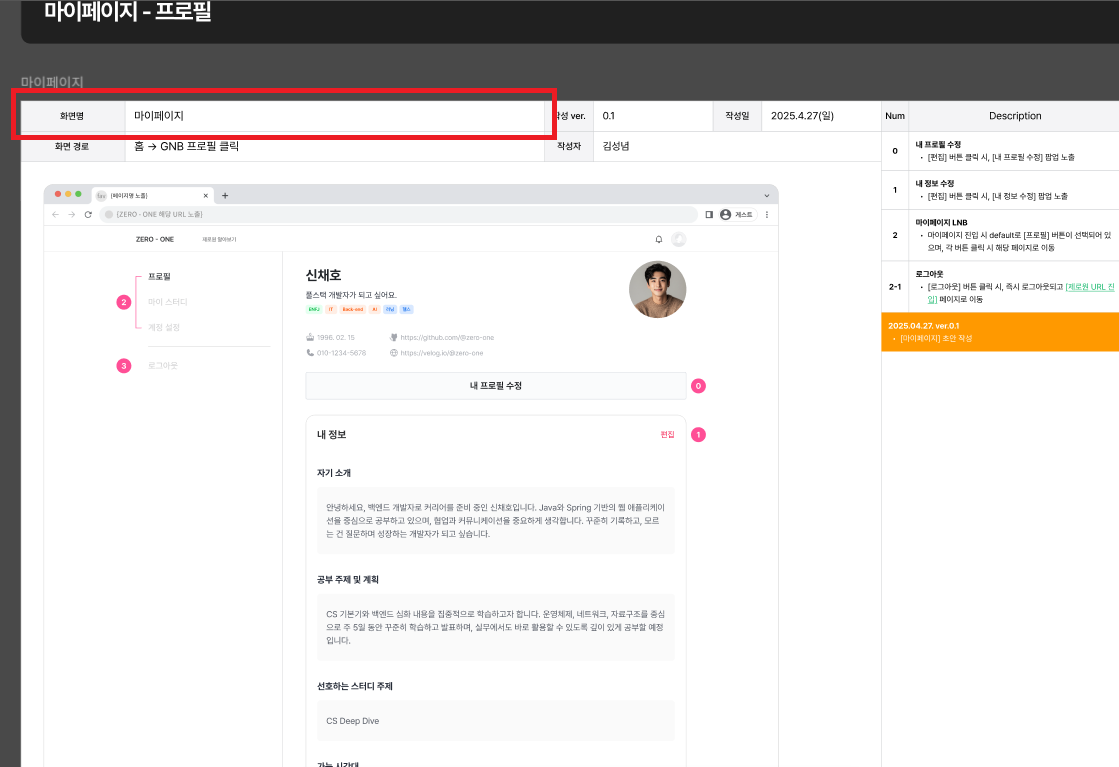 마이페이지 - 프로필
마이페이지
화면명
마이페이지
작성 ver.
0.1
작성일
2025.4.27(일)
화면 경로
홈 → GNB 프로필 클릭
작성자
김성념
[페이지명 노출]
[ZERO - ONE 해당 URL 노출]
게스트
ZERO - ONE
제로원 알아보기
프로필
2
마이 스터디
계정 설정
3
로그아웃
신채호
풀스택 개발자가 되고 싶어요.
ENFJ IT Back-end AI 러닝 헬스
1996. 02. 15
https://github.com/@zero-one
010-1234-5678
https://velog.io/@zero-one
내 프로필 수정
0
내 정보
편집
1
자기 소개
안녕하세요, 백엔드 개발자로 커리어를 준비 중인 신채호입니다. Java와 Spring 기반의 웹 애플리케이
션을 중심으로 공부하고 있으며, 협업과 커뮤니케이션을 중요하게 생각합니다. 꾸준히 기록하고, 모르
는 건 질문하며 성장하는 개발자가 되고 싶습니다.
공부 주제 및 계획
CS 기본기와 백엔드 심화 내용을 집중적으로 학습하고자 합니다. 운영체제, 네트워크, 자료구조를 중심
으로 주 5일 동안 꾸준히 학습하고 발표하며, 실무에서도 바로 활용할 수 있도록 깊이 있게 공부할 예정
입니다.
선호하는 스터디 주제
CS Deep Dive
가능 시간대
Num
Description
0
내 프로필 수정
• [편집] 버튼 클릭 시, [내 프로필 수정] 팝업 노출
1
내 정보 수정
• [편집] 버튼 클릭 시, [내 정보 수정] 팝업 노출
2
마이페이지 LNB
• 마이페이지 진입 시 default로 [프로필] 버튼이 선택되어 있
으며, 각 버튼 클릭 시 해당 페이지로 이동
2-1
로그아웃
• [로그아웃] 버튼 클릭 시, 즉시 로그아웃되고 [제로원 URL 진
입] 페이지로 이동
2025.04.27. ver.0.1
• [마이페이지] 초안 작성